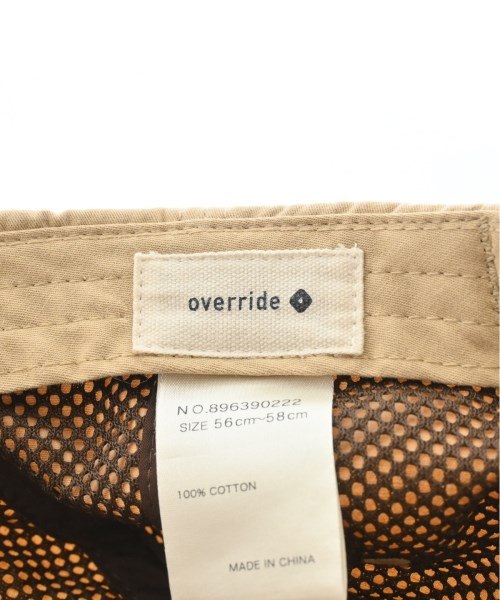 override
NO.896390222
SIZE 56cm~58cm
100% COTTON
MADE IN CHINA